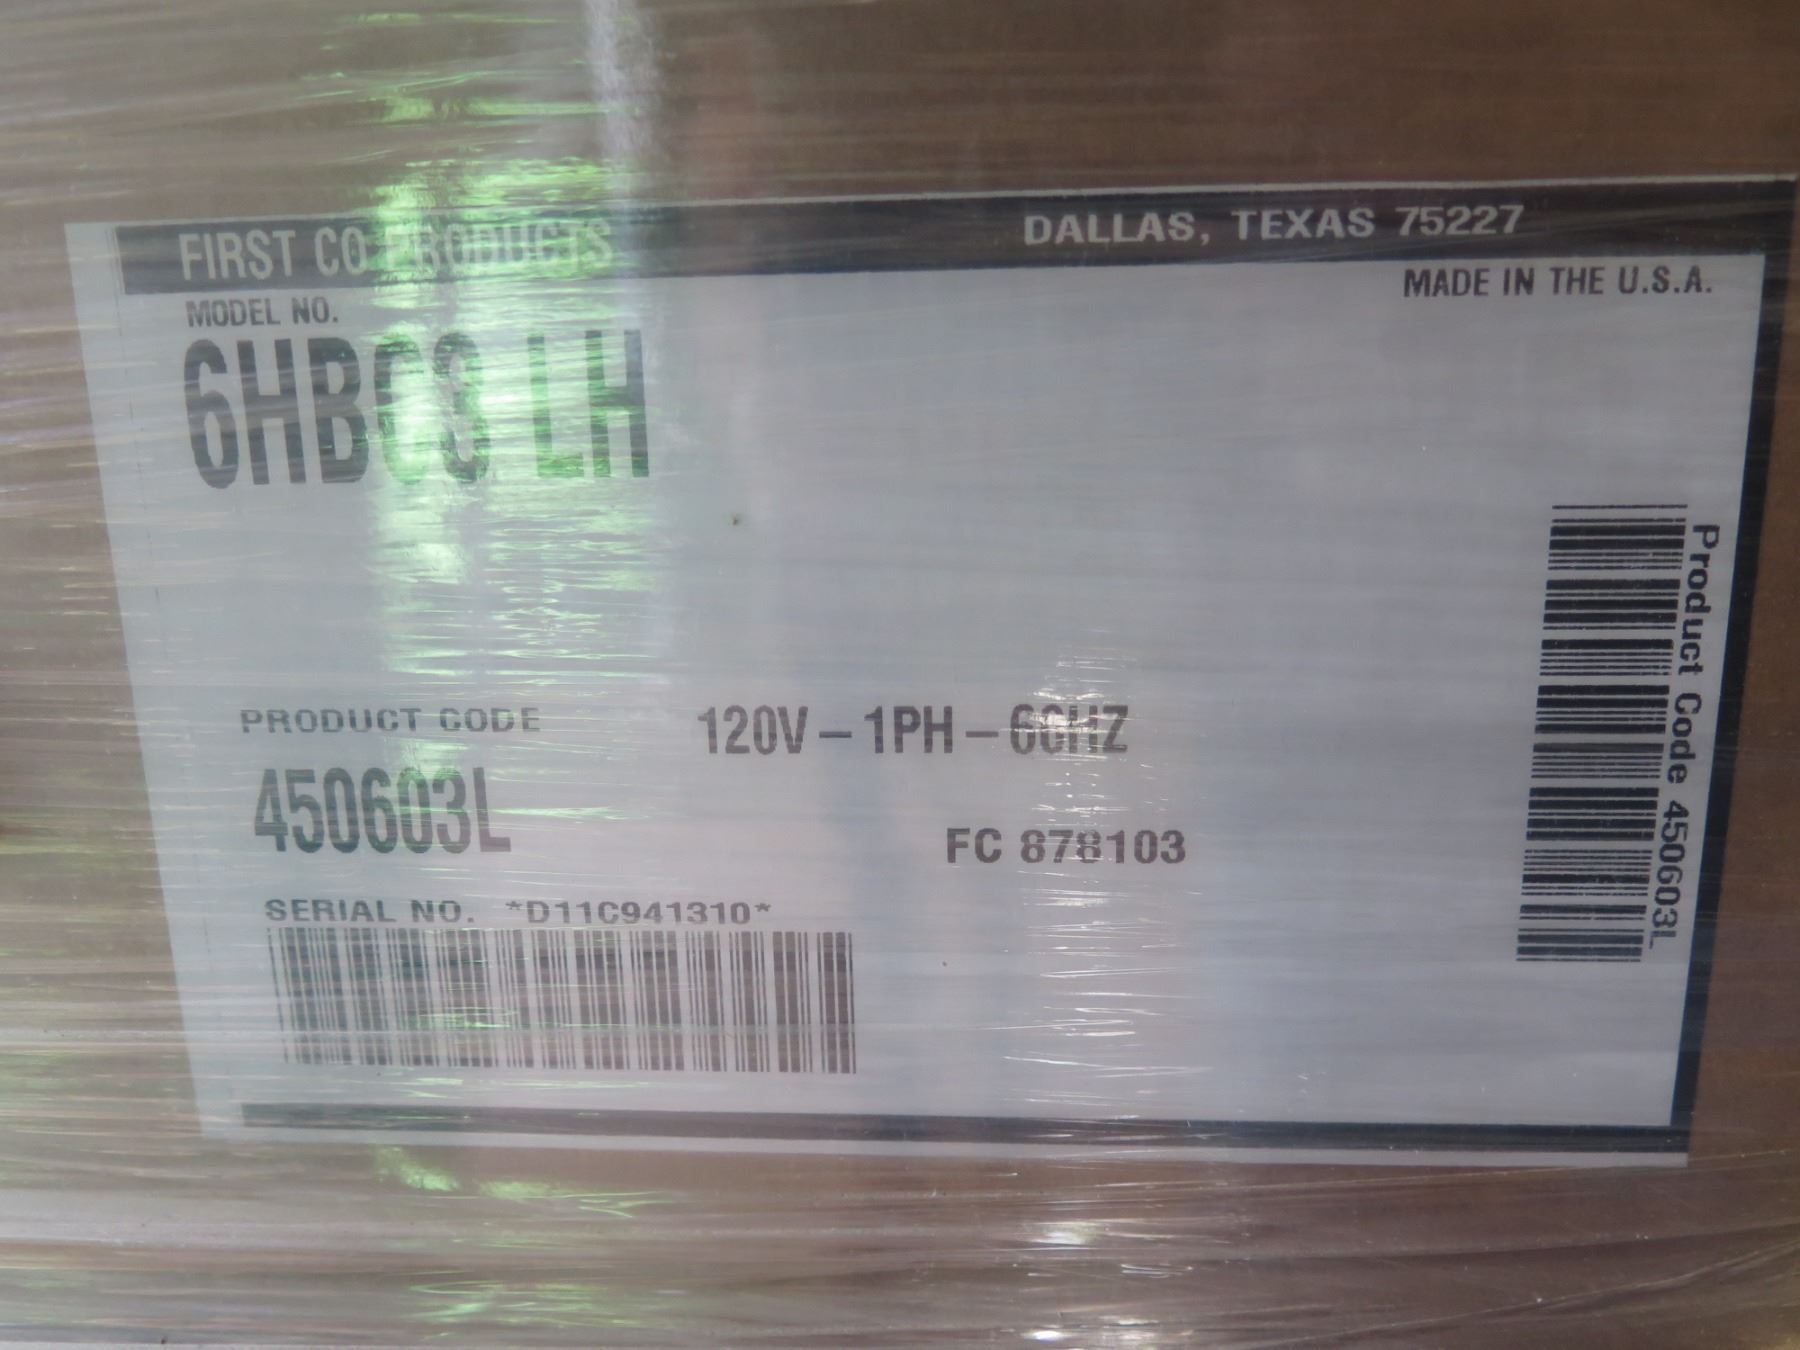 FIRST CO PRODUCTS
DALLAS, TEXAS 75227
MADE IN THE U.S.A.
MODEL NO.
6HBC3 LH
PRODUCT CODE
120V – 1PH – 60HZ
450603L
FC 878103
SERIAL NO. *D11C941310*
Product Code 450603L